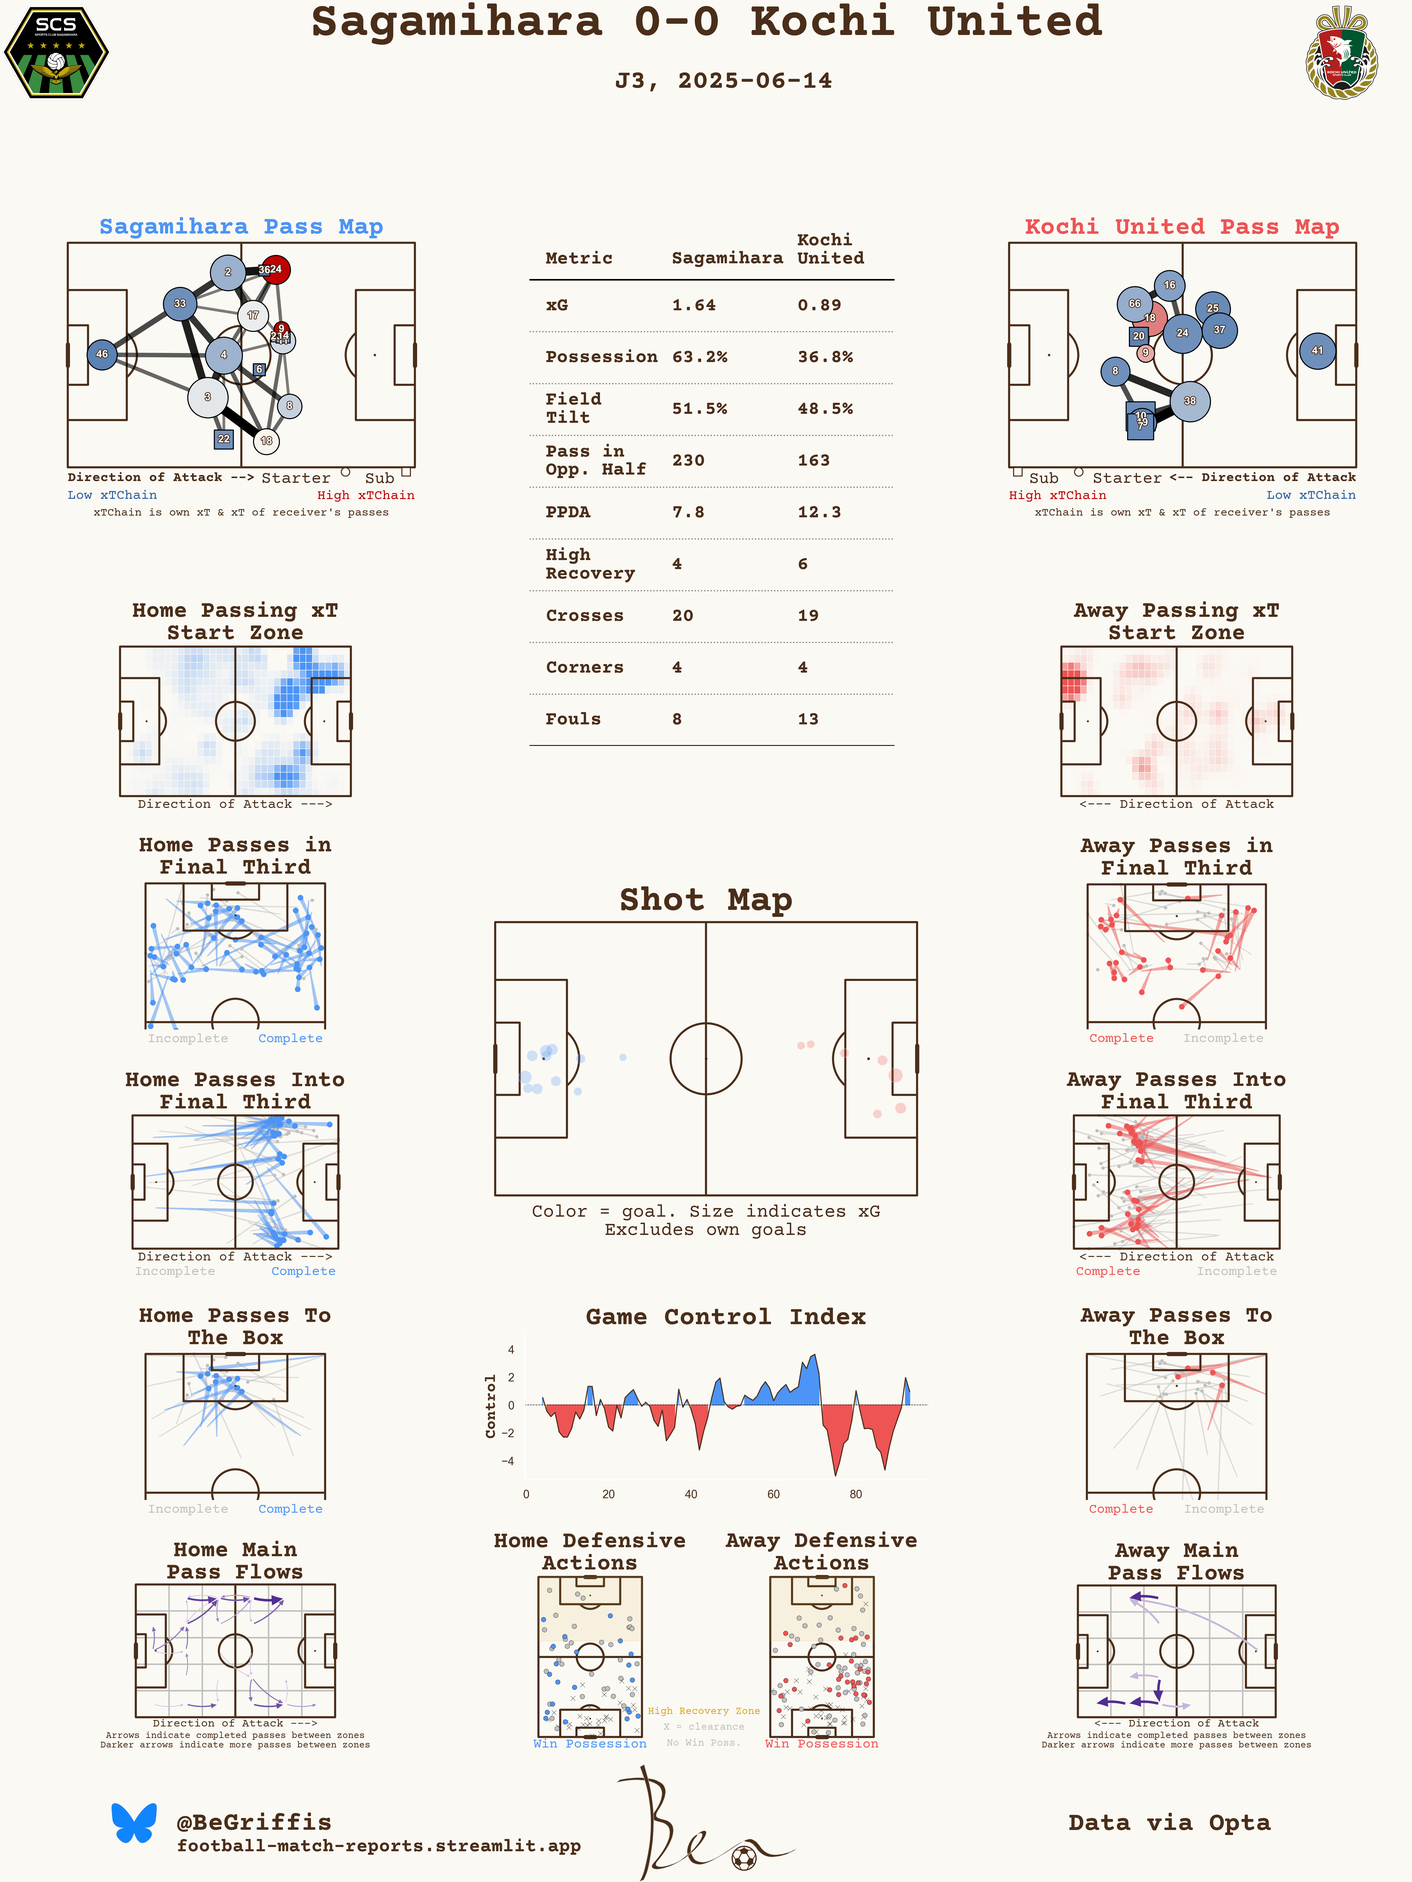 Sagamihara 0-0 Kochi United
J3, 2025-06-14
SCS
SPORTS CLUB SAGAMIHARA
KOCHI UNITED
Sagamihara Pass Map
2
36
24
33
17
9
46
4
6
3
8
22
18
Direction of Attack --> Starter Sub
Low xTChain High xTChain
xTChain is own xT & xT of receiver's passes
Metric Sagamihara Kochi United
xG 1.64 0.89
Possession 63.2% 36.8%
Field Tilt 51.5% 48.5%
Pass in Opp. Half 230 163
PPDA 7.8 12.3
High Recovery 4 6
Crosses 20 19
Corners 4 4
Fouls 8 13
Kochi United Pass Map
16
66
18
25
20
24
37
9
41
8
38
10
7
Sub Starter <-- Direction of Attack
High xTChain Low xTChain
xTChain is own xT & xT of receiver's passes
Home Passing xT
Start Zone
Direction of Attack --->
Away Passing xT
Start Zone
<--- Direction of Attack
Home Passes in
Final Third
Incomplete Complete
Away Passes in
Final Third
Complete Incomplete
Shot Map
Color = goal. Size indicates xG
Excludes own goals
Home Passes Into
Final Third
Direction of Attack --->
Incomplete Complete
Away Passes Into
Final Third
<--- Direction of Attack
Complete Incomplete
Home Passes To
The Box
Incomplete Complete
Game Control Index
Control
4
2
0
−2
−4
0 20 40 60 80
Away Passes To
The Box
Complete Incomplete
Home Main
Pass Flows
Direction of Attack --->
Arrows indicate completed passes between zones
Darker arrows indicate more passes between zones
Home Defensive
Actions
Win Possession
High Recovery Zone
X = clearance
No Win Poss.
Away Defensive
Actions
Win Possession
Away Main
Pass Flows
<--- Direction of Attack
Arrows indicate completed passes between zones
Darker arrows indicate more passes between zones
@BeGriffis
football-match-reports.streamlit.app
Ben
Data via Opta